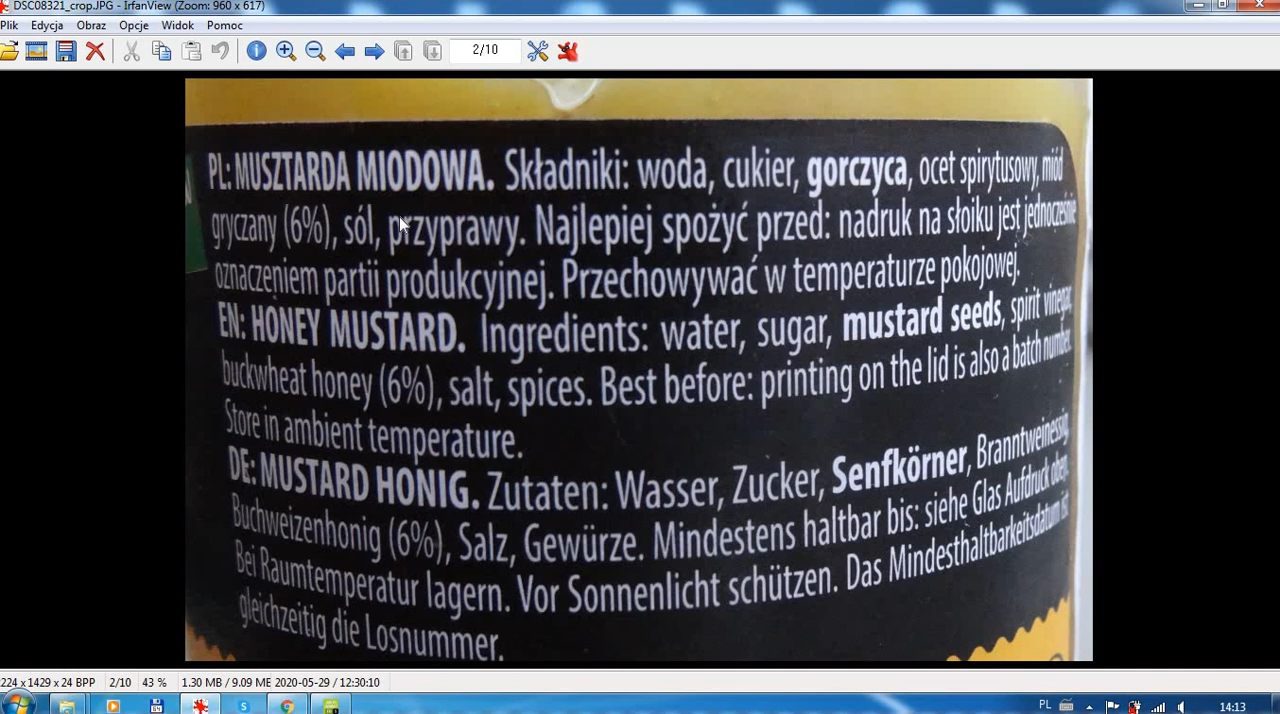 DSC08321_crop.JPG - IrfanView (Zoom: 960 x 617)
Plik Edycja Obraz Opcje Widok Pomoc
2/10
PL: MUSZTARDA MIODOWA. Składniki: woda, cukier, gorczyca, ocet spirytusowy, miód
gryczany (6%), sól, przyprawy. Najlepiej spożyć przed: nadruk na słoiku jest jednocześnie
oznaczeniem partii produkcyjnej. Przechowywać w temperaturze pokojowej.
EN: HONEY MUSTARD. Ingredients: water, sugar, mustard seeds, spirit vinegar,
buckwheat honey (6%), salt, spices. Best before: printing on the lid is also a batch number.
Store in ambient temperature.
DE: MUSTARD HONIG. Zutaten: Wasser, Zucker, Senfkörner, Branntweinessig,
Buchweizenhonig (6%), Salz, Gewürze. Mindestens haltbar bis: siehe Glas Aufdruck oben.
Bei Raumtemperatur lagern. Vor Sonnenlicht schützen. Das Mindesthaltbarkeitsdatum ist
gleichzeitig die Losnummer.
224 x 1429 x 24 BPP 2/10 43 % 1.30 MB / 9.09 MB 2020-05-29 / 12:30:10
PL 14:13